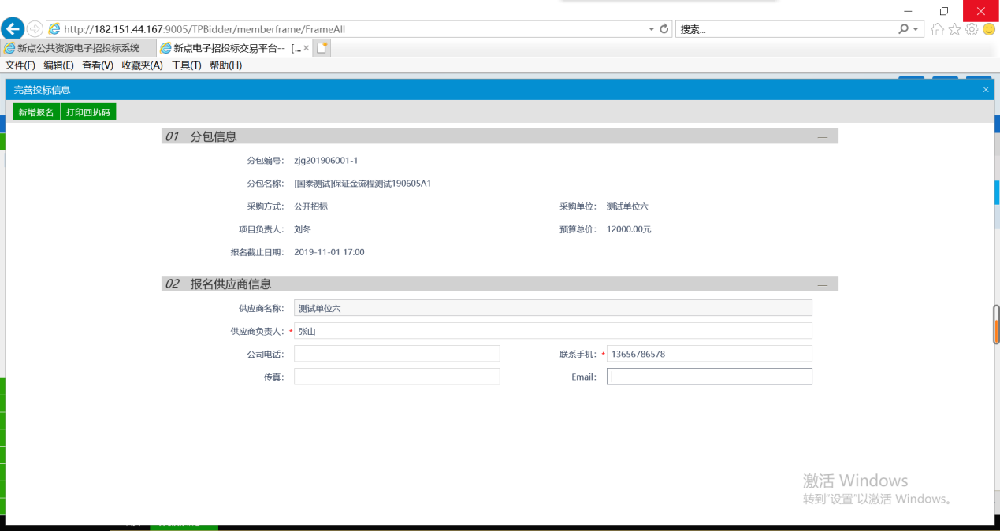 http://182.151.44.167:9005/TPBidder/memberframe/FrameAll
搜索...
新点公共资源电子招投标系统
新点电子招投标交易平台-- [...
文件(F) 编辑(E) 查看(V) 收藏夹(A) 工具(T) 帮助(H)
完善投标信息
新增报名 打印回执码
01 分包信息
分包编号: zjg201906001-1
分包名称: [国泰测试]保证金流程测试190605A1
采购方式: 公开招标 采购单位: 测试单位六
项目负责人: 刘冬 预算总价: 12000.00元
报名截止日期: 2019-11-01 17:00
02 报名供应商信息
供应商名称: 测试单位六
供应商负责人: * 张山
公司电话: 联系手机: * 13656786578
传真: Email:
激活 Windows
转到"设置"以激活 Windows。